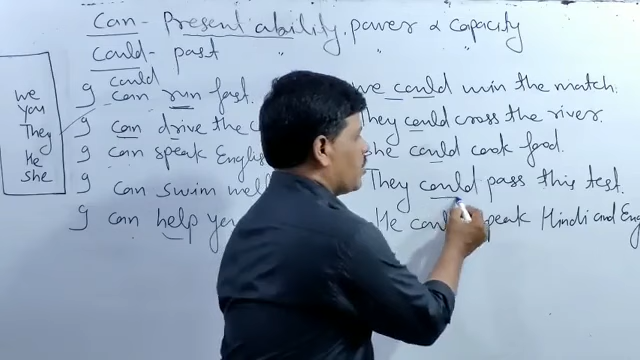 Can - Present ability, power & capacity
Could - past " " "
could
we
You
They
He
she
I can run fast.
I can drive the
I can speak English
I can swim well
I can help you
we could win the match.
They could cross the river.
she could cook food.
They could pass this test.
He could speak Hindi and Eng